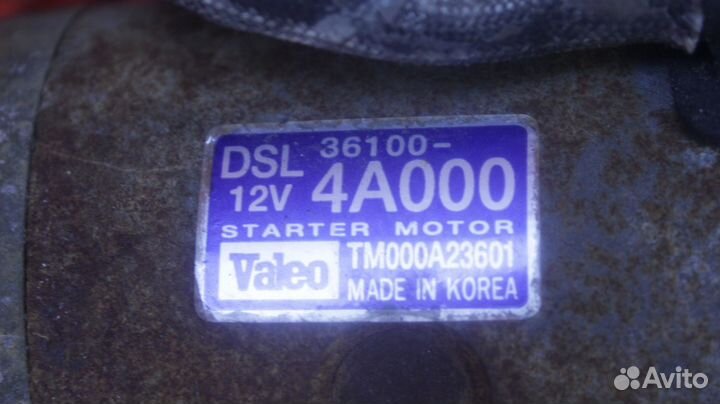 DSL 36100-
12V 4A000
STARTER MOTOR
Valeo TM000A23601
MADE IN KOREA
Avito